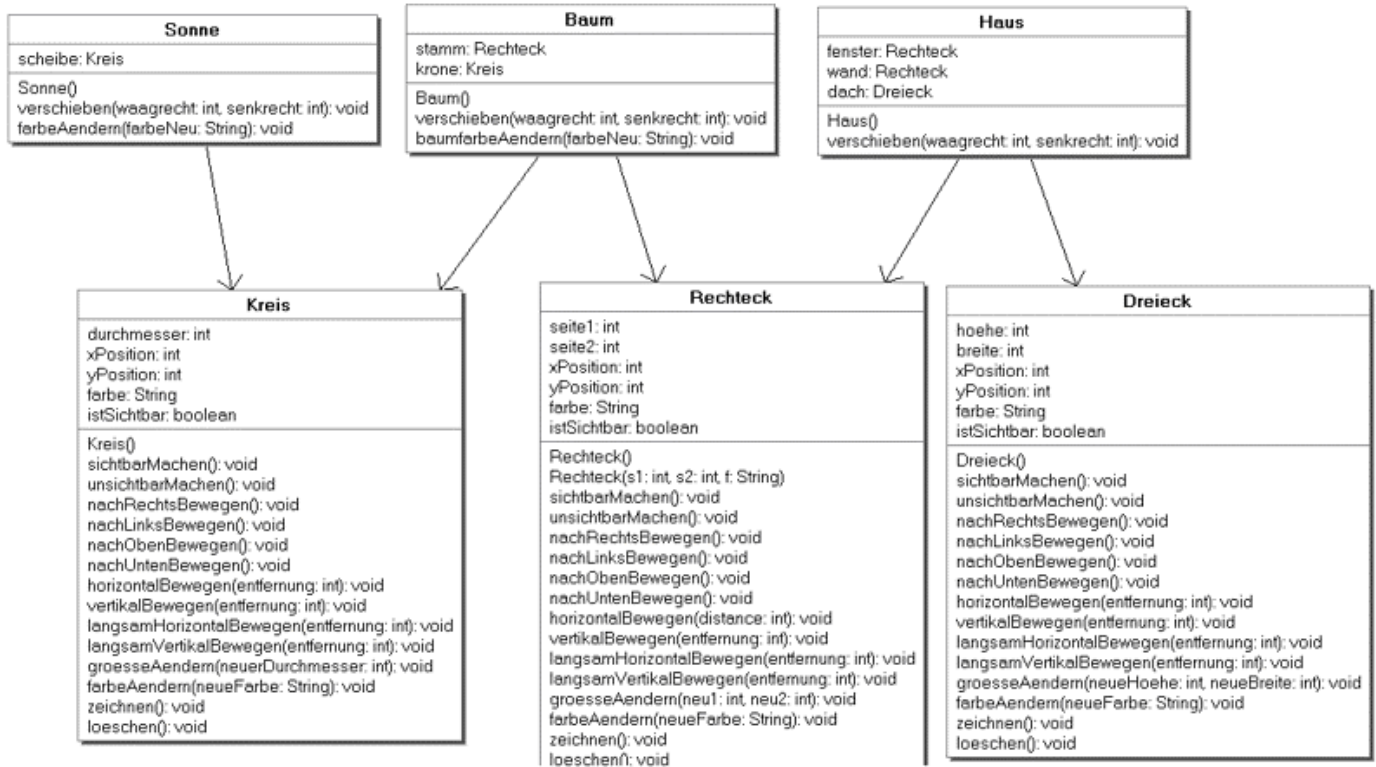 Sonne
scheibe: Kreis
Sonne()
verschieben(waagrecht: int, senkrecht: int): void
farbeAendern(farbeNeu: String): void
Baum
stamm: Rechteck
krone: Kreis
Baum()
verschieben(waagrecht: int, senkrecht: int): void
baumfarbeAendern(farbeNeu: String): void
Haus
fenster: Rechteck
wand: Rechteck
dach: Dreieck
Haus()
verschieben(waagrecht: int, senkrecht: int): void
Kreis
durchmesser: int
xPosition: int
yPosition: int
farbe: String
istSichtbar: boolean
Kreis()
sichtbarMachen(): void
unsichtbarMachen(): void
nachRechtsBewegen(): void
nachLinksBewegen(): void
nachObenBewegen(): void
nachUntenBewegen(): void
horizontalBewegen(entfernung: int): void
vertikalBewegen(entfernung: int): void
langsamHorizontalBewegen(entfernung: int): void
langsamVertikalBewegen(entfernung: int): void
groesseAendern(neuerDurchmesser: int): void
farbeAendern(neueFarbe: String): void
zeichnen(): void
loeschen(): void
Rechteck
seite1: int
seite2: int
xPosition: int
yPosition: int
farbe: String
istSichtbar: boolean
Rechteck()
Rechteck(s1: int, s2: int, f: String)
sichtbarMachen(): void
unsichtbarMachen(): void
nachRechtsBewegen(): void
nachLinksBewegen(): void
nachObenBewegen(): void
nachUntenBewegen(): void
horizontalBewegen(distance: int): void
vertikalBewegen(entfernung: int): void
langsamHorizontalBewegen(entfernung: int): void
langsamVertikalBewegen(entfernung: int): void
groesseAendern(neu1: int, neu2: int): void
farbeAendern(neueFarbe: String): void
zeichnen(): void
loeschen(): void
Dreieck
hoehe: int
breite: int
xPosition: int
yPosition: int
farbe: String
istSichtbar: boolean
Dreieck()
sichtbarMachen(): void
unsichtbarMachen(): void
nachRechtsBewegen(): void
nachLinksBewegen(): void
nachObenBewegen(): void
nachUntenBewegen(): void
horizontalBewegen(entfernung: int): void
vertikalBewegen(entfernung: int): void
langsamHorizontalBewegen(entfernung: int): void
langsamVertikalBewegen(entfernung: int): void
groesseAendern(neueHoehe: int, neueBreite: int): void
farbeAendern(neueFarbe: String): void
zeichnen(): void
loeschen(): void